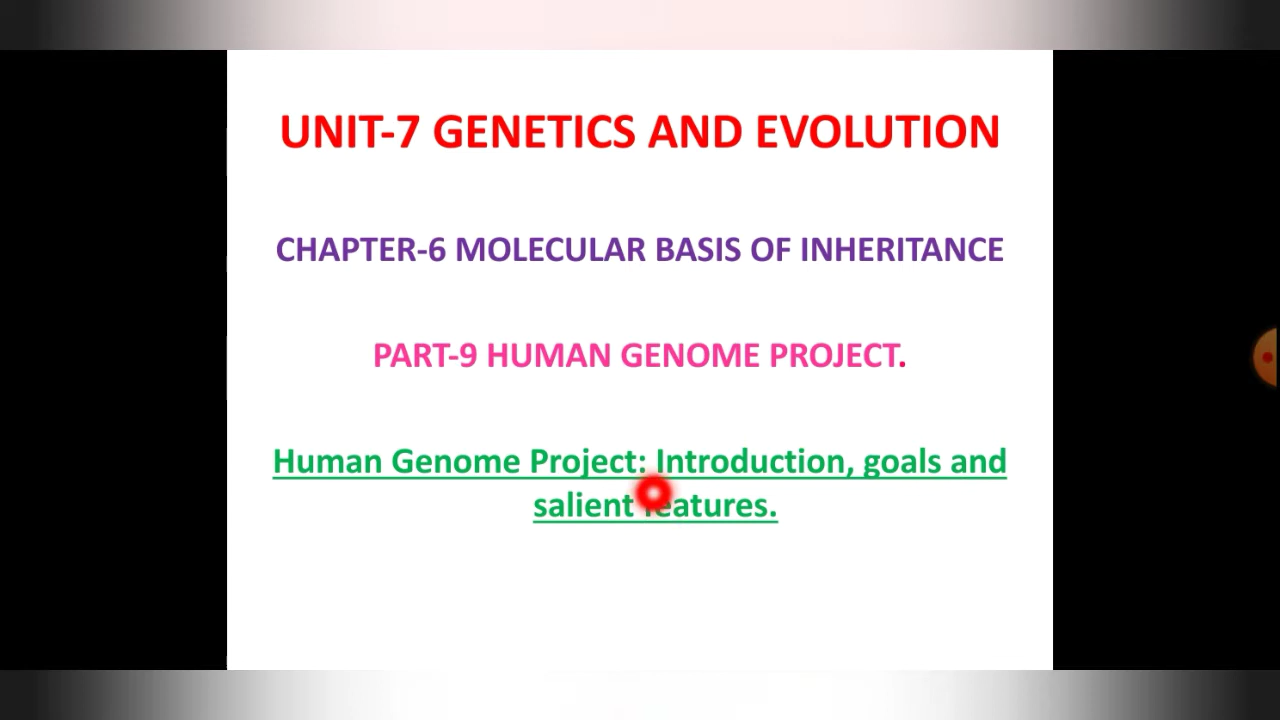 UNIT-7 GENETICS AND EVOLUTION
CHAPTER-6 MOLECULAR BASIS OF INHERITANCE
PART-9 HUMAN GENOME PROJECT.
Human Genome Project: Introduction, goals and
salient features.